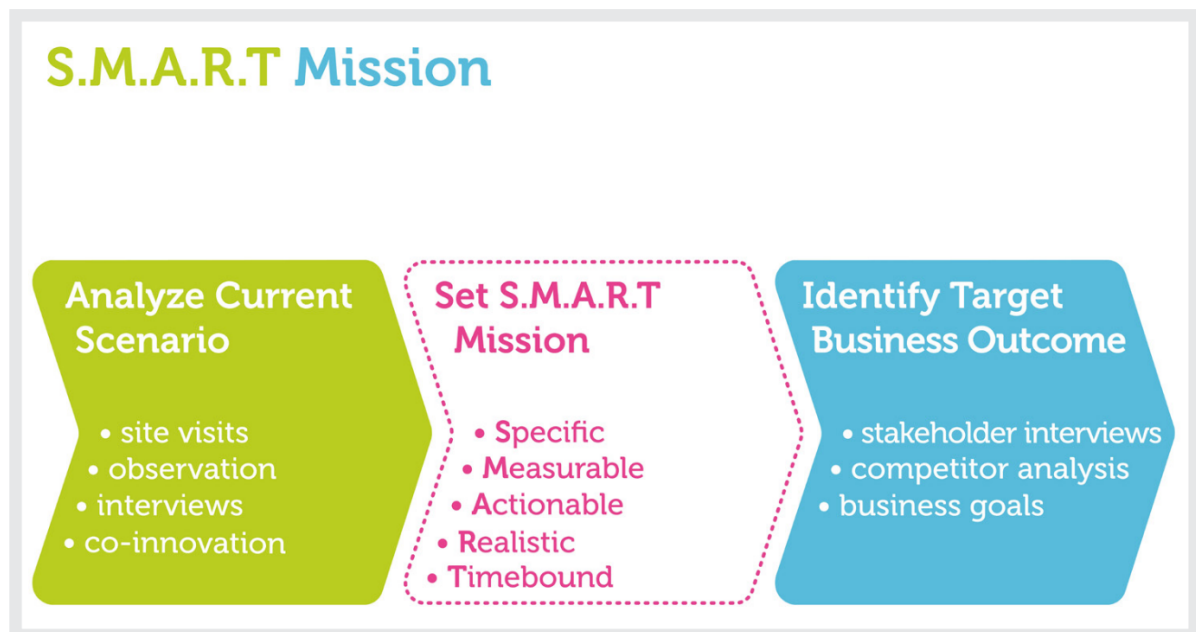 S.M.A.R.T Mission
Analyze Current
Scenario
• site visits
• observation
• interviews
• co-innovation
Set S.M.A.R.T
Mission
• Specific
• Measurable
• Actionable
• Realistic
• Timebound
Identify Target
Business Outcome
• stakeholder interviews
• competitor analysis
• business goals